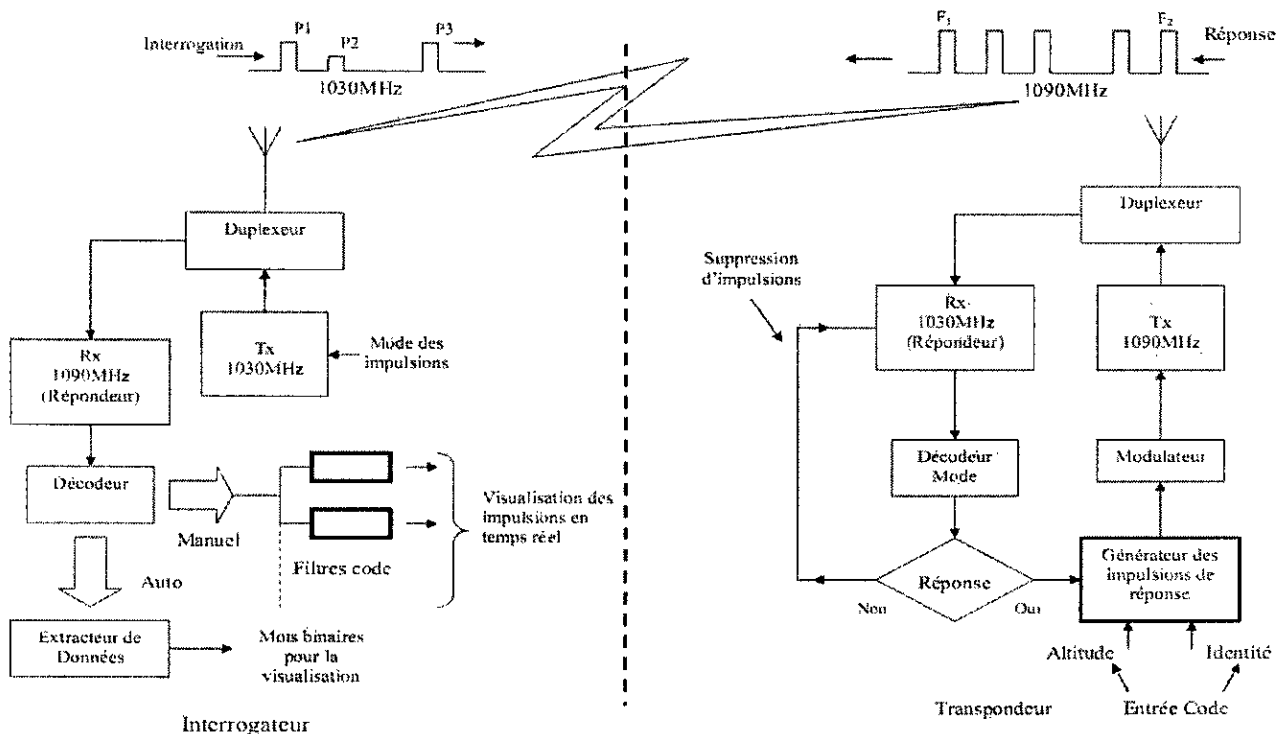 P1
P2
P3
Interrogation
1030MHz
F1
F2
Réponse
1090MHz
Duplexeur
Rx
1090MHz
(Répondeur)
Tx
1030MHz
Mode des
impulsions
Décodeur
Manuel
Auto
Filtres code
Visualisation des
impulsions en
temps réel
Extracteur de
Données
Mots binaires
pour la
visualisation
Interrogateur
Duplexeur
Suppression
d'impulsions
Rx
1030MHz
(Répondeur)
Tx
1090MHz
Décodeur
Mode
Modulateur
Réponse
Non
Oui
Générateur des
impulsions de
réponse
Altitude
Identité
Transpondeur
Entrée Code